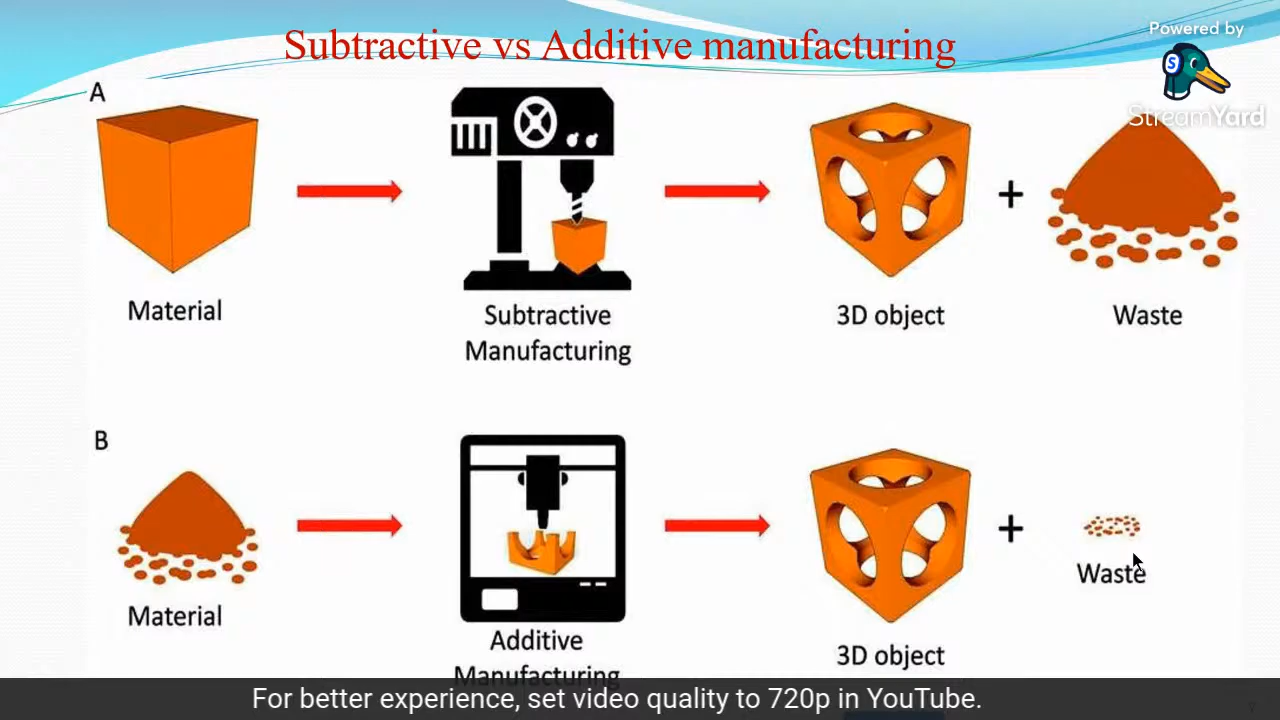 Subtractive vs Additive manufacturing
Powered by
S
StreamYard
A
Material
Subtractive
Manufacturing
3D object
+
Waste
B
Material
Additive
Manufacturing
3D object
+
Waste
For better experience, set video quality to 720p in YouTube.